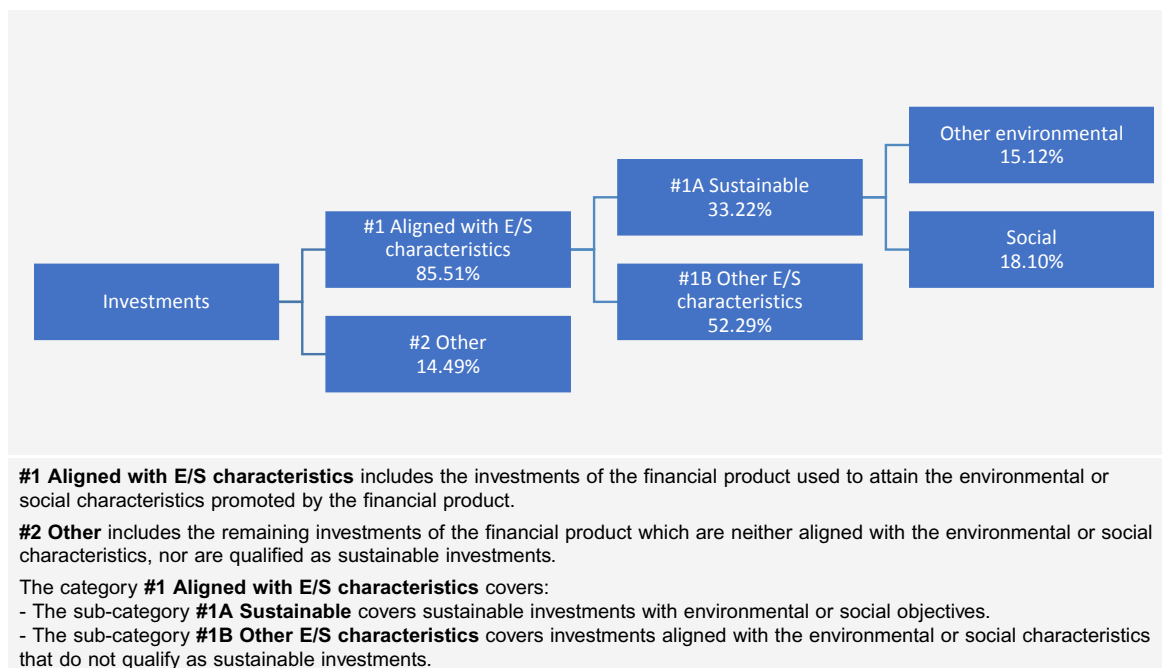 Investments
#1 Aligned with E/S
characteristics
85.51%
#2 Other
14.49%
#1A Sustainable
33.22%
#1B Other E/S
characteristics
52.29%
Other environmental
15.12%
Social
18.10%
#1 Aligned with E/S characteristics includes the investments of the financial product used to attain the environmental or
social characteristics promoted by the financial product.
#2 Other includes the remaining investments of the financial product which are neither aligned with the environmental or social
characteristics, nor are qualified as sustainable investments.
The category #1 Aligned with E/S characteristics covers:
- The sub-category #1A Sustainable covers sustainable investments with environmental or social objectives.
- The sub-category #1B Other E/S characteristics covers investments aligned with the environmental or social characteristics
that do not qualify as sustainable investments.